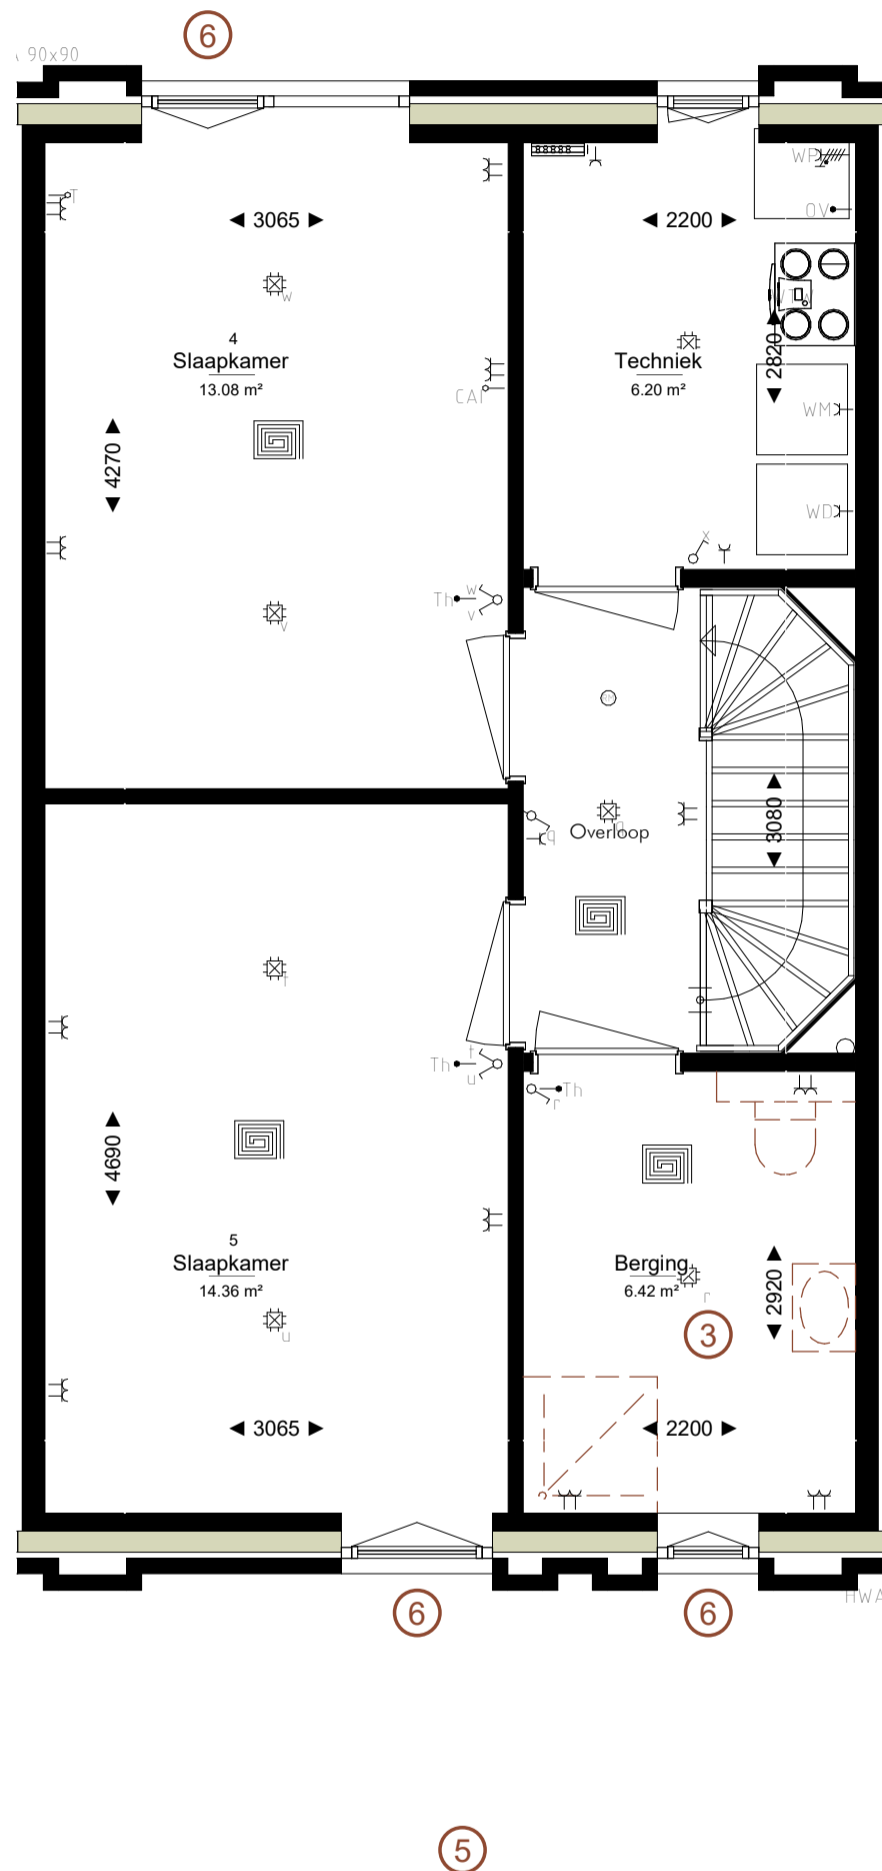 6
90x90
T
3065
2200
WP
OV
w
4
Slaapkamer
13.08 m²
Techniek
6.20 m²
2820
CAI
WM
4270
WD
x
Th
w
v
v
RM
3080
q
q
Overloop
t
Th
t
u
Th
r
4690
5
Slaapkamer
14.36 m²
Berging
6.42 m²
2920
r
3
u
3065
2200
HWA
6
6
5